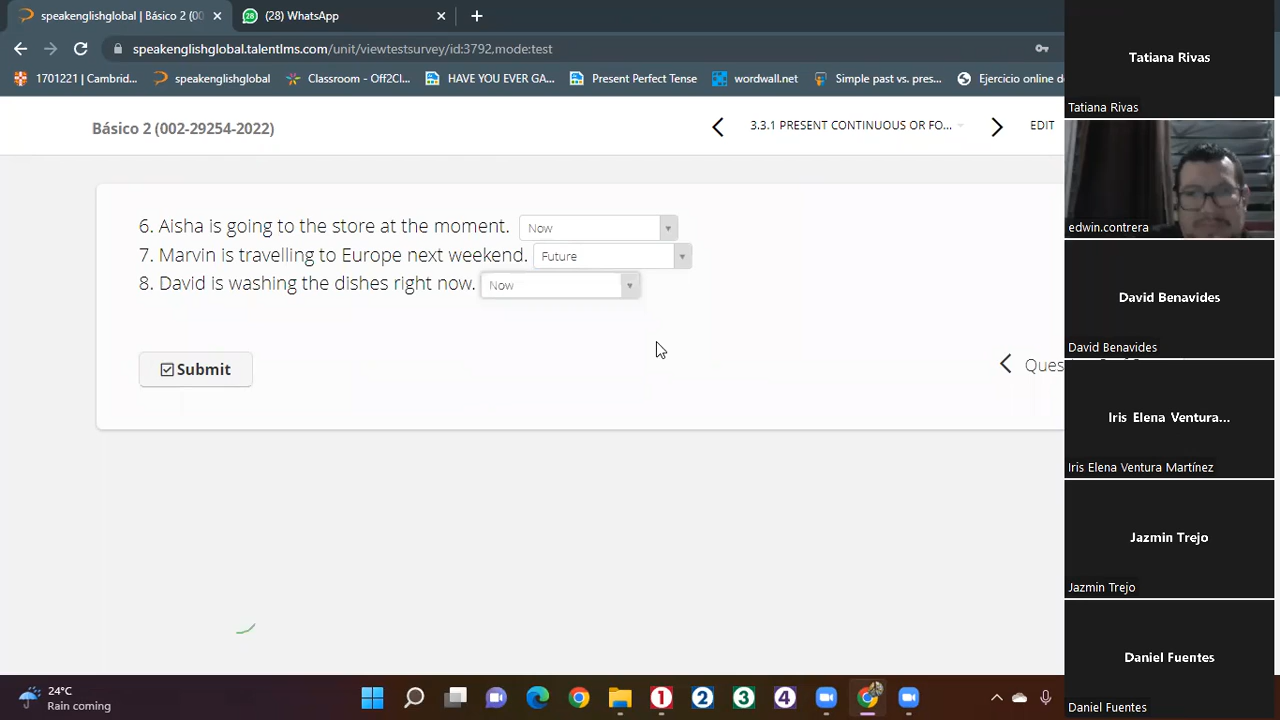 speakenglishglobal | Básico 2 (00
(28) WhatsApp
speakenglishglobal.talentlms.com/unit/viewtestsurvey/id:3792,mode:test
1701221 | Cambrid...
speakenglishglobal
Classroom - Off2Cl...
HAVE YOU EVER GA...
Present Perfect Tense
wordwall.net
Simple past vs. pres...
Ejercicio online d
Básico 2 (002-29254-2022)
3.3.1 PRESENT CONTINUOUS OR FO...
EDIT
6. Aisha is going to the store at the moment. Now
7. Marvin is travelling to Europe next weekend. Future
8. David is washing the dishes right now. Now
Submit
Ques
Tatiana Rivas
Tatiana Rivas
edwin.contrera
David Benavides
David Benavides
Iris Elena Ventura...
Iris Elena Ventura Martínez
Jazmin Trejo
Jazmin Trejo
Daniel Fuentes
Daniel Fuentes
24°C
Rain coming
1
2
3
4